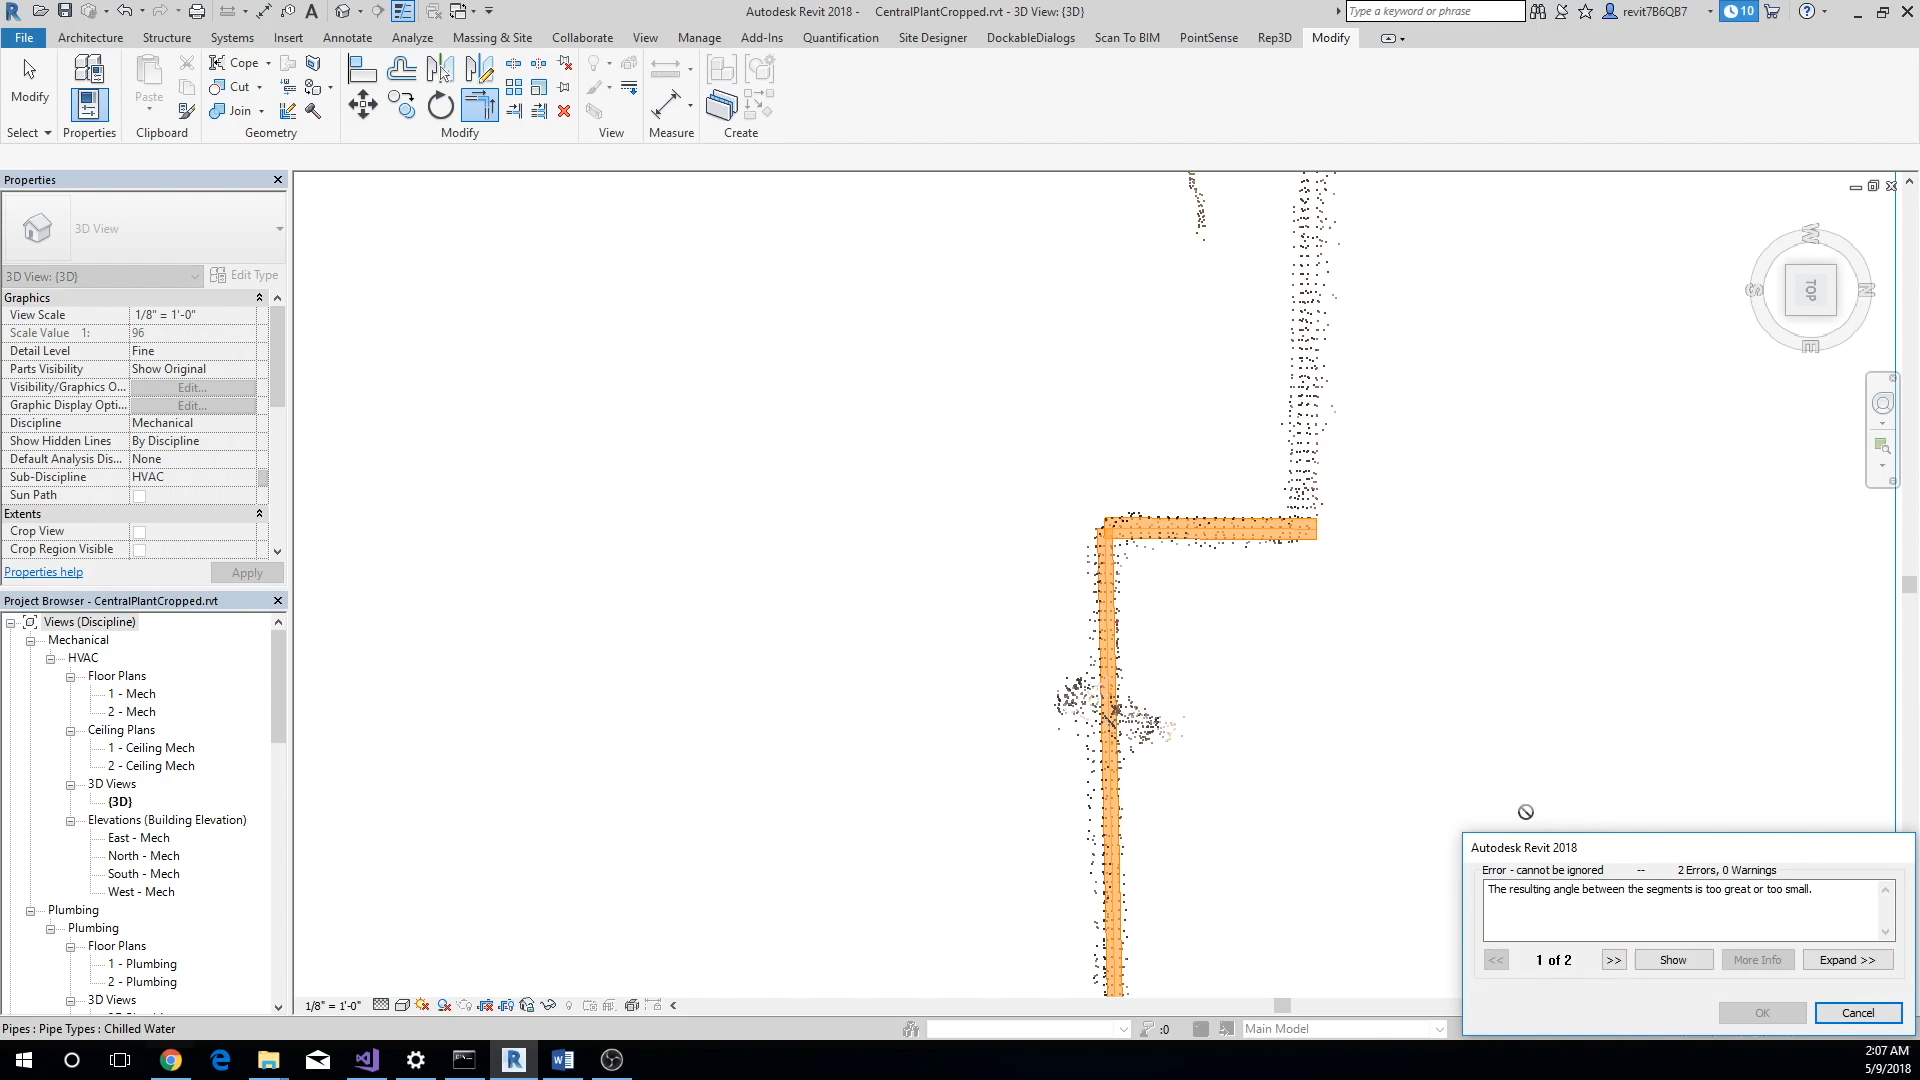 Autodesk Revit 2018 - CentralPlantCropped.rvt - 3D View: {3D}
Type a keyword or phrase
revit7B6QB7
10
File Architecture Structure Systems Insert Annotate Analyze Massing & Site Collaborate View Manage Add-Ins Quantification Site Designer DockableDialogs Scan To BIM PointSense Rep3D Modify
Modify
Paste
Cope
Cut
Join
Select Properties Clipboard Geometry Modify View Measure Create
Properties
3D View
3D View: {3D} Edit Type
Graphics
View Scale 1/8" = 1'-0"
Scale Value 1: 96
Detail Level Fine
Parts Visibility Show Original
Visibility/Graphics O... Edit...
Graphic Display Opti... Edit...
Discipline Mechanical
Show Hidden Lines By Discipline
Default Analysis Dis... None
Sub-Discipline HVAC
Sun Path
Extents
Crop View
Crop Region Visible
Properties help Apply
Project Browser - CentralPlantCropped.rvt
Views (Discipline)
Mechanical
HVAC
Floor Plans
1 - Mech
2 - Mech
Ceiling Plans
1 - Ceiling Mech
2 - Ceiling Mech
3D Views
{3D}
Elevations (Building Elevation)
East - Mech
North - Mech
South - Mech
West - Mech
Plumbing
Plumbing
Floor Plans
1 - Plumbing
2 - Plumbing
3D Views
W
S TOP N
E
Autodesk Revit 2018
Error - cannot be ignored -- 2 Errors, 0 Warnings
The resulting angle between the segments is too great or too small.
<< 1 of 2 >> Show More Info Expand >>
OK Cancel
1/8" = 1'-0"
Pipes : Pipe Types : Chilled Water
:0
Main Model
2:07 AM
5/9/2018